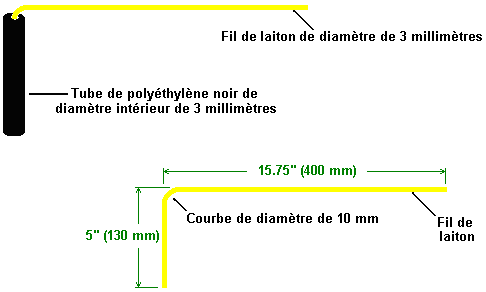 Fil de laiton de diamètre de 3 millimètres
Tube de polyéthylène noir de
diamètre intérieur de 3 millimètres
15.75" (400 mm)
Courbe de diamètre de 10 mm
Fil de
laiton
5" (130 mm)